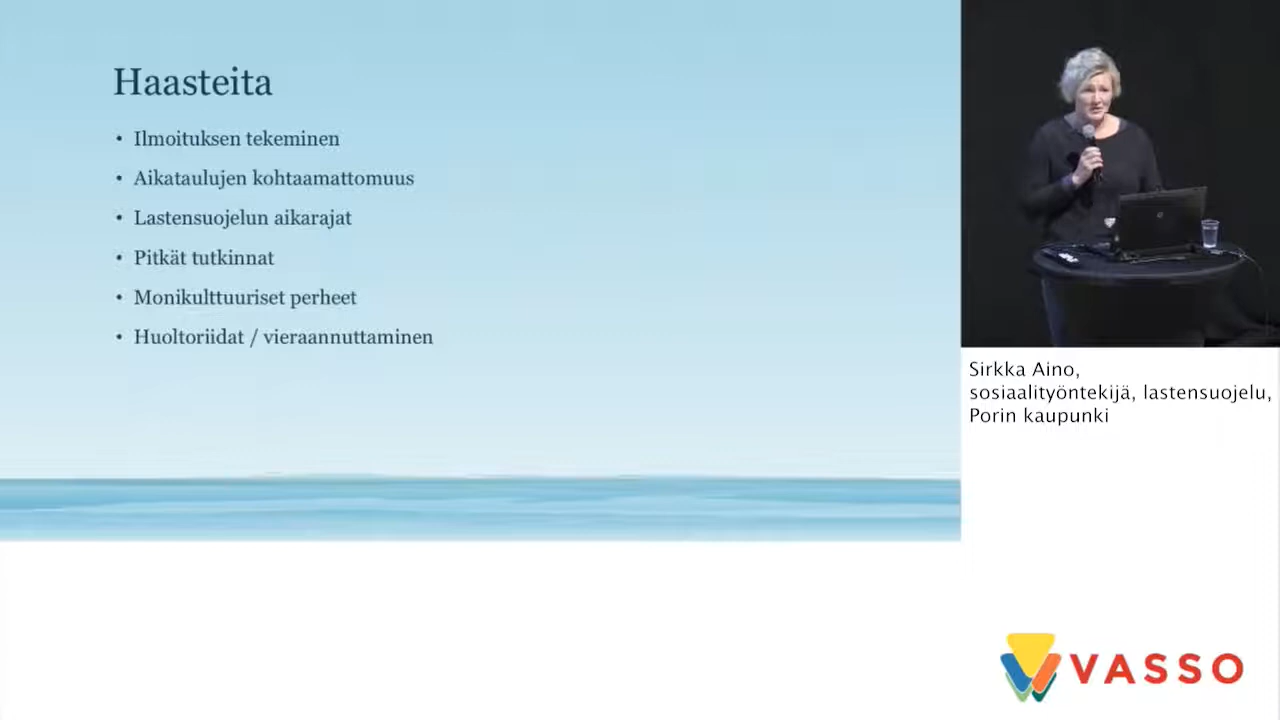 Haasteita
• Ilmoituksen tekeminen
• Aikataulujen kohtaamattomuus
• Lastensuojelun aikarajat
• Pitkät tutkinnat
• Monikulttuuriset perheet
• Huoltoriidat / vieraannuttaminen
Sirkka Aino,
sosiaalityöntekijä, lastensuojelu,
Porin kaupunki
VASSO